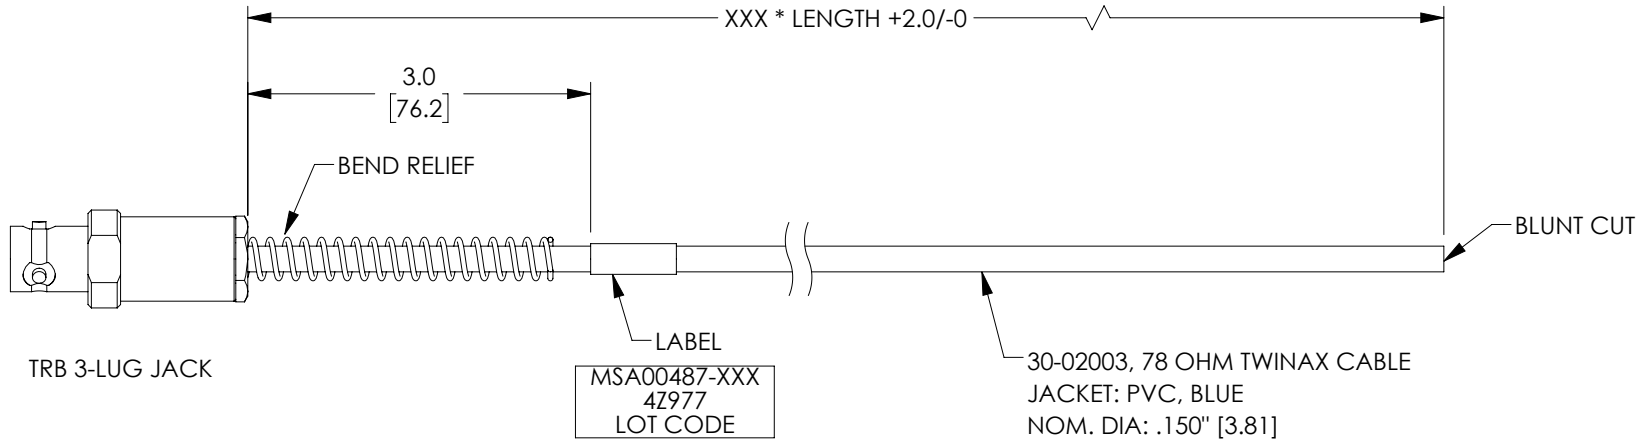 XXX * LENGTH +2.0/-0
3.0
[76.2]
BEND RELIEF
BLUNT CUT
LABEL
TRB 3-LUG JACK
MSA00487-XXX
4Z977
LOT CODE
30-02003, 78 OHM TWINAX CABLE
JACKET: PVC, BLUE
NOM. DIA: .150" [3.81]